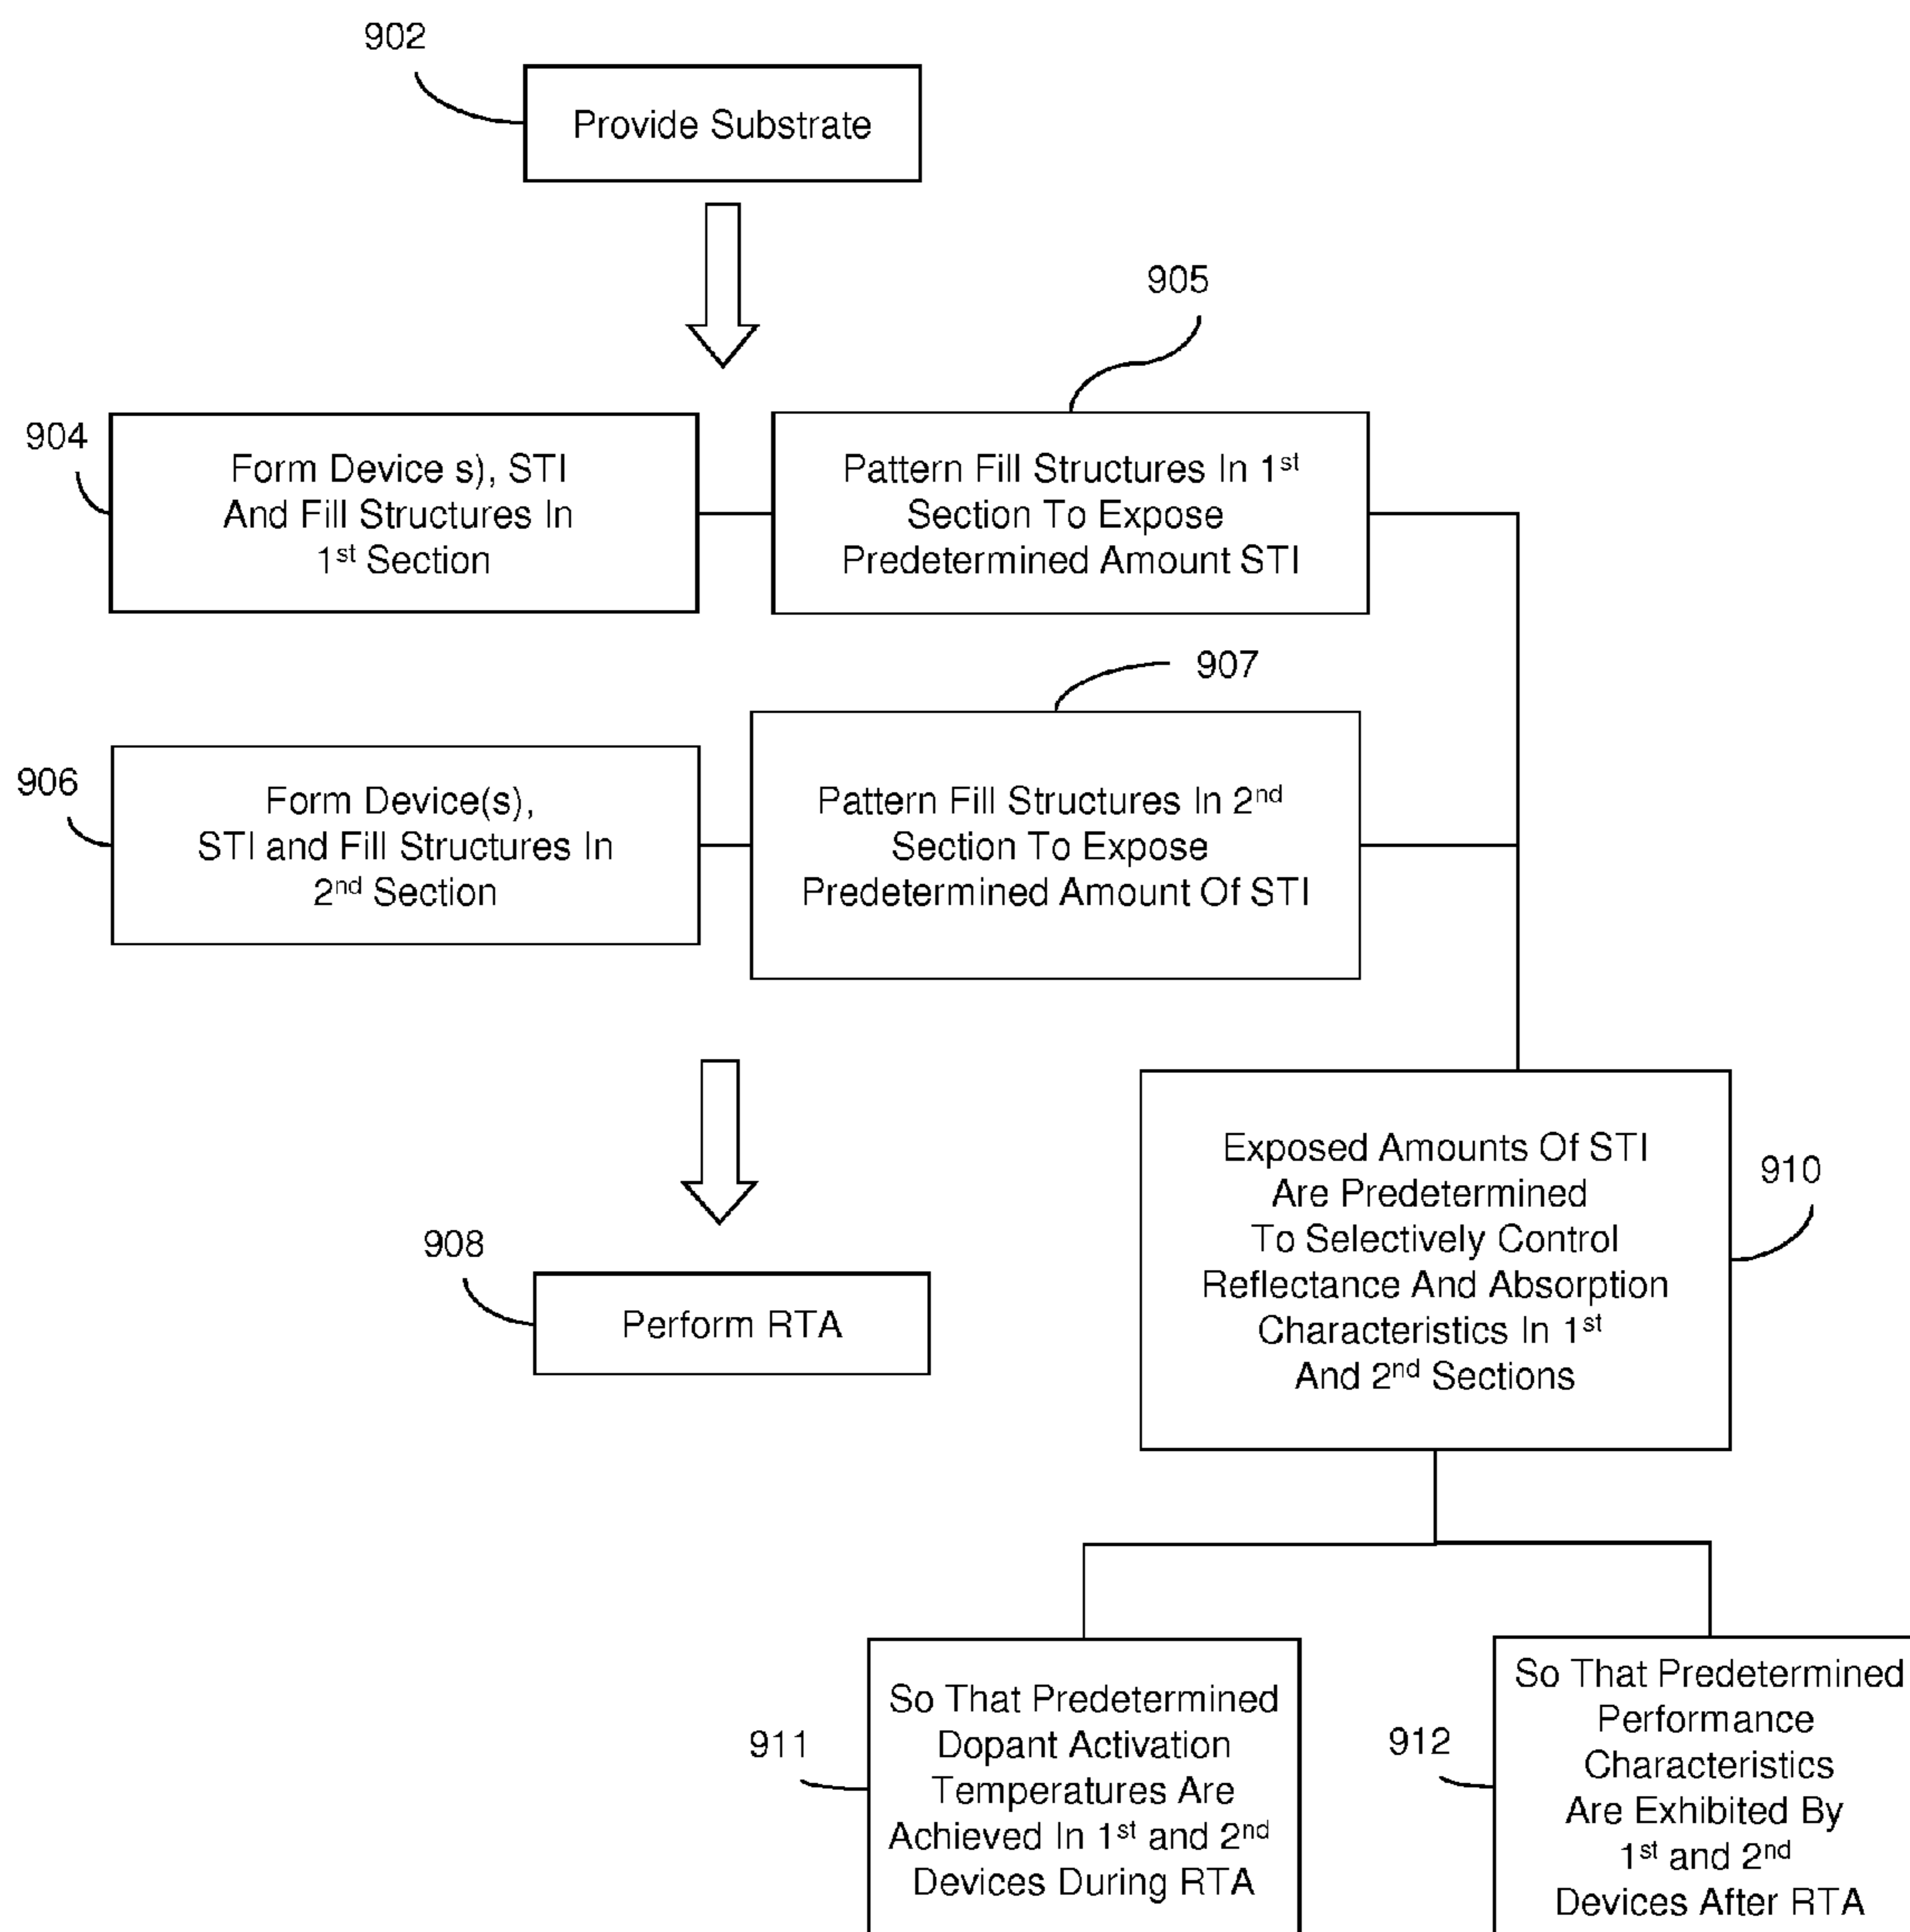 902
Provide Substrate
905
904
Form Device s), STI
And Fill Structures In
1st Section
Pattern Fill Structures In 1st
Section To Expose
Predetermined Amount STI
907
906
Form Device(s),
STI and Fill Structures In
2nd Section
Pattern Fill Structures In 2nd
Section To Expose
Predetermined Amount Of STI
908
Perform RTA
910
Exposed Amounts Of STI
Are Predetermined
To Selectively Control
Reflectance And Absorption
Characteristics In 1st
And 2nd Sections
911
So That Predetermined
Dopant Activation
Temperatures Are
Achieved In 1st and 2nd
Devices During RTA
912
So That Predetermined
Performance
Characteristics
Are Exhibited By
1st and 2nd
Devices After RTA